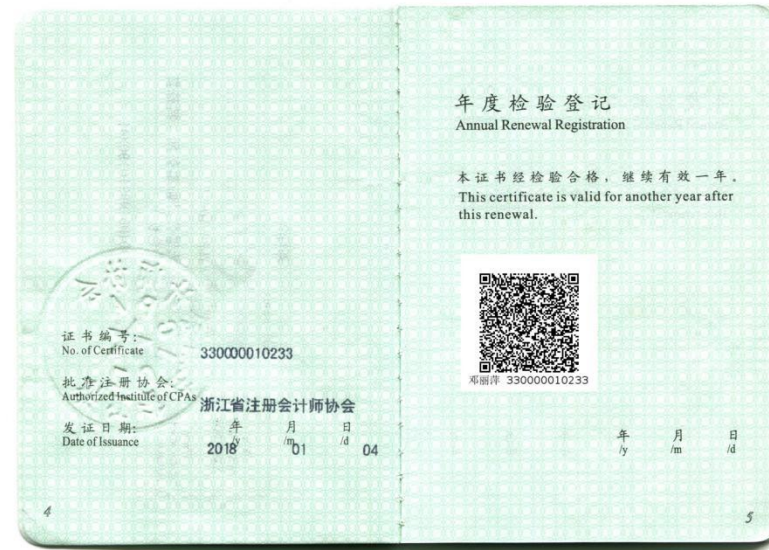 证书编号:
No. of Certificate
330000010233
批准注册协会:
Authorized Institute of CPAs
浙江省注册会计师协会
发证日期:
Date of Issuance
年 月 日
/y /m /d
2018 01 04
4
年度检验登记
Annual Renewal Registration
本证书经检验合格，继续有效一年。
This certificate is valid for another year after
this renewal.
邓丽萍 330000010233
年 月 日
/y /m /d
5